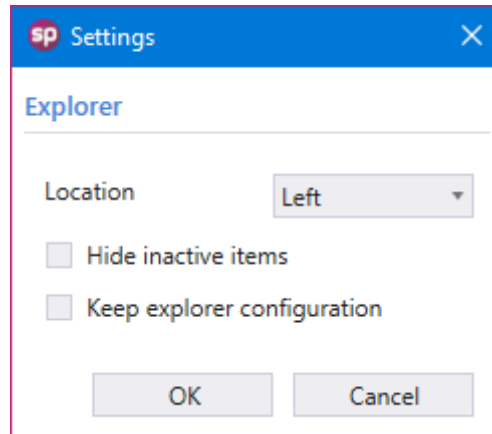 sp Settings
Explorer
Location Left
Hide inactive items
Keep explorer configuration
OK Cancel